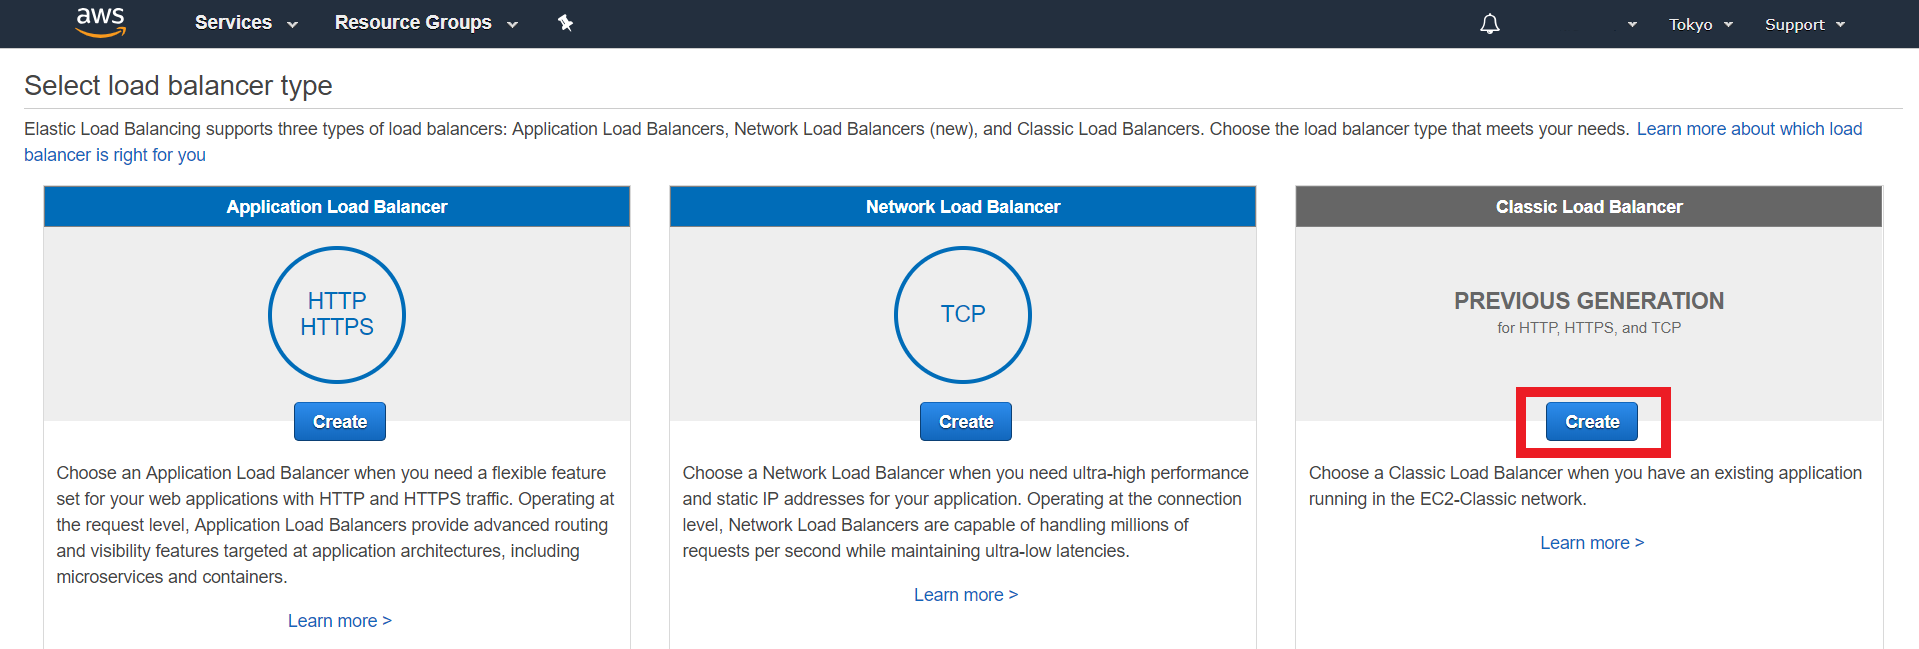 aws Services Resource Groups Tokyo Support
Select load balancer type
Elastic Load Balancing supports three types of load balancers: Application Load Balancers, Network Load Balancers (new), and Classic Load Balancers. Choose the load balancer type that meets your needs. Learn more about which load
balancer is right for you
Application Load Balancer
HTTP
HTTPS
Create
Choose an Application Load Balancer when you need a flexible feature
set for your web applications with HTTP and HTTPS traffic. Operating at
the request level, Application Load Balancers provide advanced routing
and visibility features targeted at application architectures, including
microservices and containers.
Learn more >
Network Load Balancer
TCP
Create
Choose a Network Load Balancer when you need ultra-high performance
and static IP addresses for your application. Operating at the connection
level, Network Load Balancers are capable of handling millions of
requests per second while maintaining ultra-low latencies.
Learn more >
Classic Load Balancer
PREVIOUS GENERATION
for HTTP, HTTPS, and TCP
Create
Choose a Classic Load Balancer when you have an existing application
running in the EC2-Classic network.
Learn more >